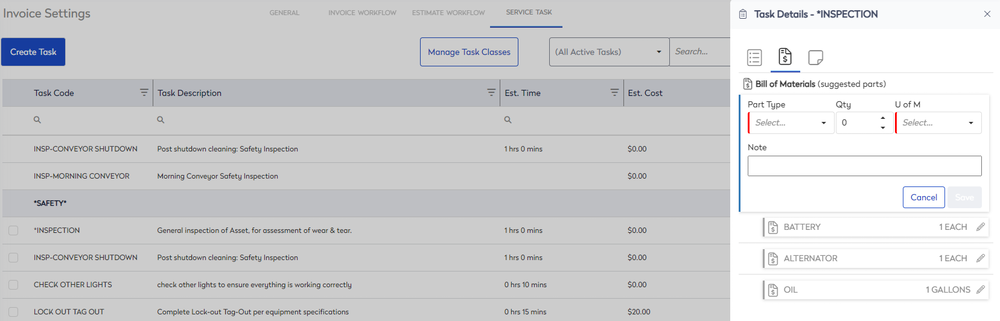 Invoice Settings
GENERAL INVOICE WORKFLOW ESTIMATE WORKFLOW SERVICE TASK
Create Task Manage Task Classes (All Active Tasks) Search...
Task Code Task Description Est. Time Est. Cost
INSP-CONVEYOR SHUTDOWN Post shutdown cleaning: Safety Inspection 1 hrs 0 mins $0.00
INSP-MORNING CONVEYOR Morning Conveyor Safety Inspection $0.00
*SAFETY*
*INSPECTION General inspection of Asset, for assessment of wear & tear. 1 hrs 0 mins $0.00
INSP-CONVEYOR SHUTDOWN Post shutdown cleaning: Safety Inspection 1 hrs 0 mins $0.00
CHECK OTHER LIGHTS check other lights to ensure everything is working correctly 0 hrs 10 mins $0.00
LOCK OUT TAG OUT Complete Lock-out Tag-Out per equipment specifications 0 hrs 15 mins $20.00
Task Details - *INSPECTION
Bill of Materials (suggested parts)
Part Type Qty U of M
Select... 0 Select...
Note
Cancel Save
BATTERY 1 EACH
ALTERNATOR 1 EACH
OIL 1 GALLONS